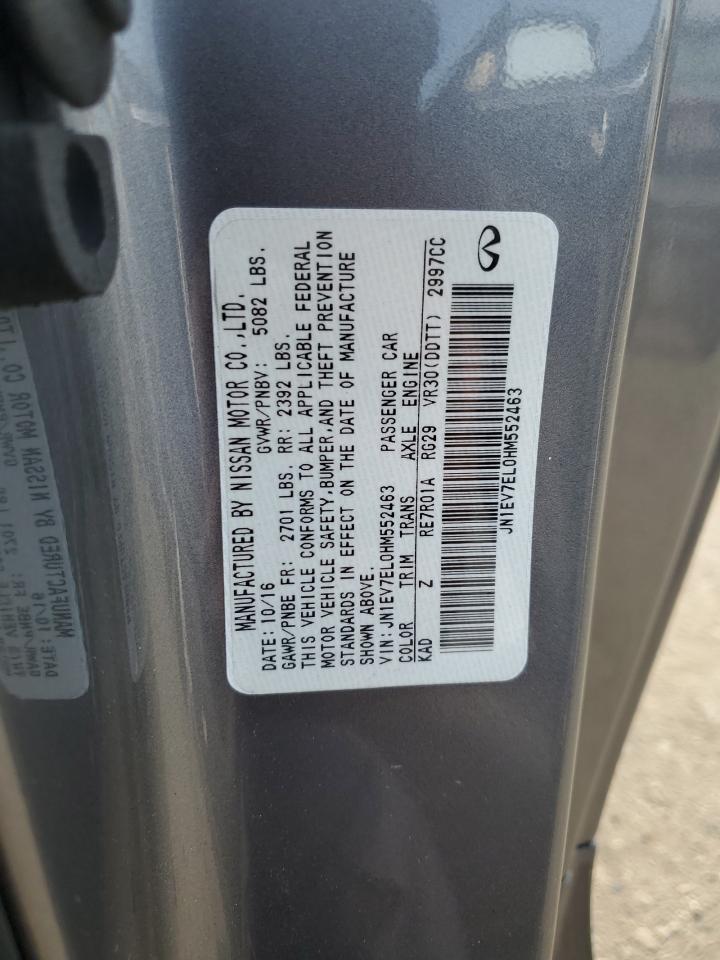 MANUFACTURED BY NISSAN MOTOR CO.,LTD.
DATE: 10/16 GVWR/PNBV: 5082 LBS.
GAWR/PNBE FR: 2701 LBS. RR: 2392 LBS.
THIS VEHICLE CONFORMS TO ALL APPLICABLE FEDERAL
MOTOR VEHICLE SAFETY,BUMPER,AND THEFT PREVENTION
STANDARDS IN EFFECT ON THE DATE OF MANUFACTURE
SHOWN ABOVE.
VIN: JN1EV7EL0HM552463 PASSENGER CAR
COLOR TRIM TRANS AXLE ENGINE
KAD Z RE7R01A RG29 VR30(DDTT) 2997CC
JN1EV7EL0HM552463